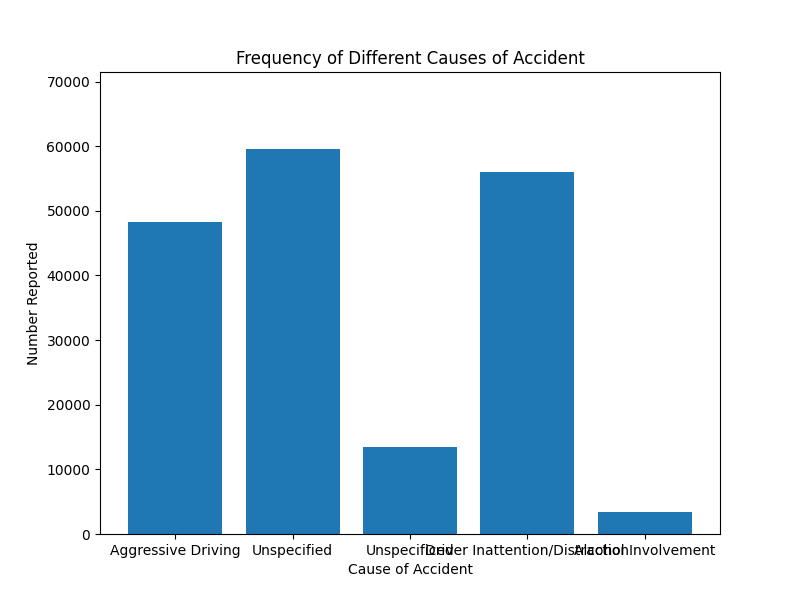 Frequency of Different Causes of Accident
Number Reported
70000
60000
50000
40000
30000
20000
10000
0
Aggressive Driving Unspecified Unspecified Driver Inattention/Distraction Alcohol Involvement
Cause of Accident